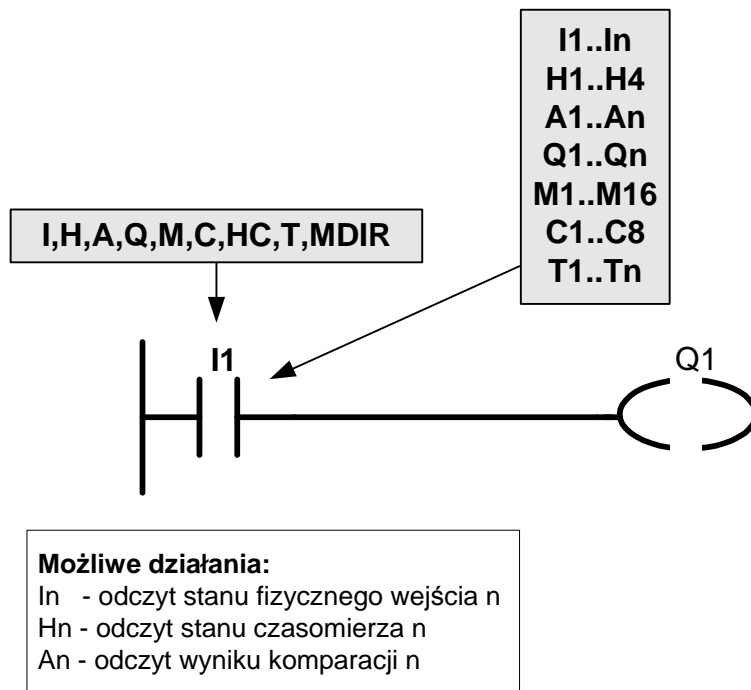 I1..In
H1..H4
A1..An
Q1..Qn
M1..M16
C1..C8
T1..Tn
I,H,A,Q,M,C,HC,T,MDIR
I1
Q1
Możliwe działania:
In - odczyt stanu fizycznego wejścia n
Hn - odczyt stanu czasomierza n
An - odczyt wyniku komparacji n